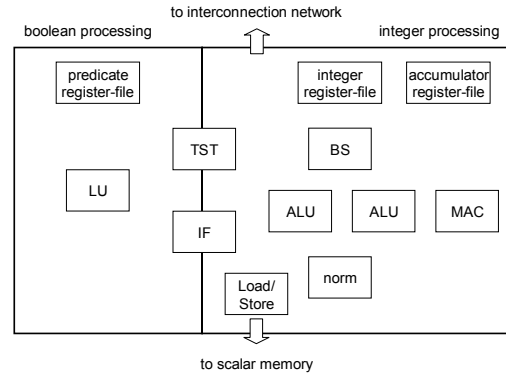 to interconnection network
boolean processing
integer processing
predicate
register-file
integer
register-file
accumulator
register-file
TST
BS
LU
ALU
ALU
MAC
IF
norm
Load/
Store
to scalar memory